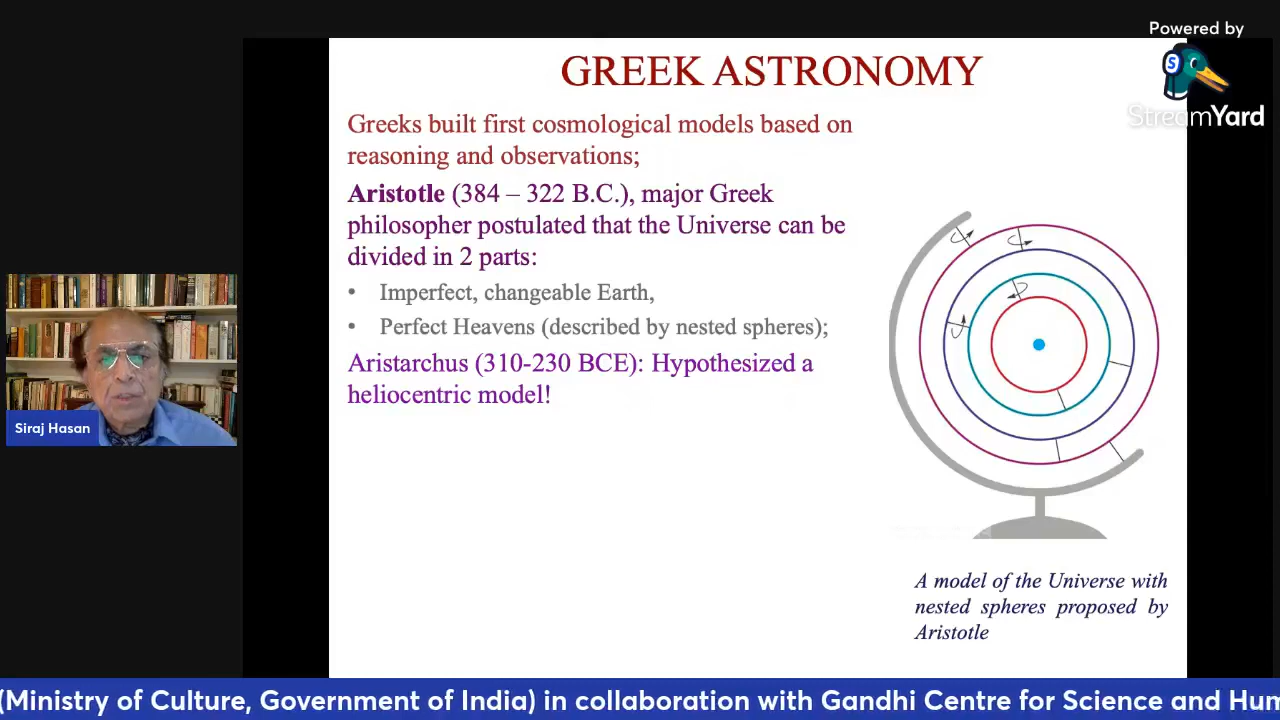 Powered by
StreamYard
GREEK ASTRONOMY
Greeks built first cosmological models based on
reasoning and observations;
Aristotle (384 – 322 B.C.), major Greek
philosopher postulated that the Universe can be
divided in 2 parts:
• Imperfect, changeable Earth,
• Perfect Heavens (described by nested spheres);
Aristarchus (310-230 BCE): Hypothesized a
heliocentric model!
A model of the Universe with
nested spheres proposed by
Aristotle
Siraj Hasan
(Ministry of Culture, Government of India) in collaboration with Gandhi Centre for Science and Hum